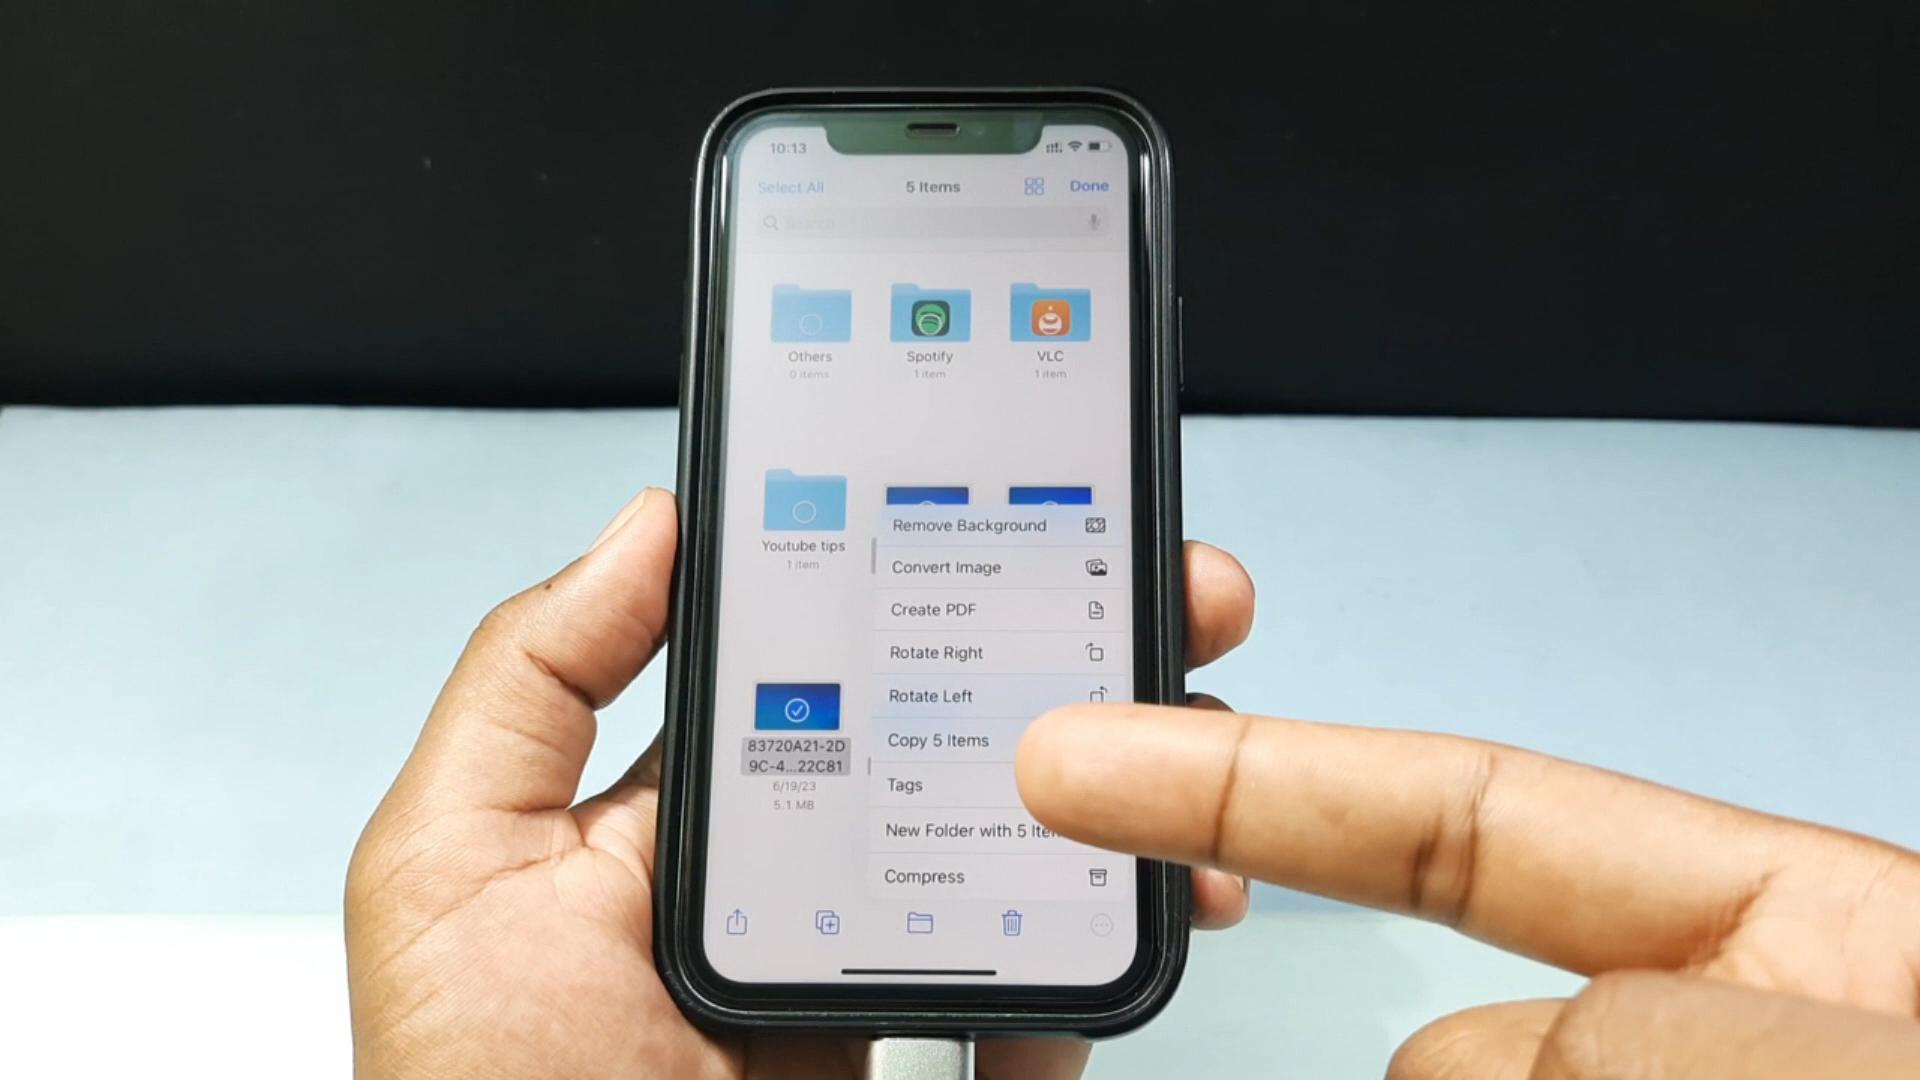 10:13
Select All
5 Items
Done
Search
Others
0 items
Spotify
1 item
VLC
1 item
Youtube tips
1 item
Remove Background
Convert Image
Create PDF
Rotate Right
Rotate Left
Copy 5 Items
Tags
New Folder with 5 Ite
Compress
83720A21-2D
9C-4...22C81
6/19/23
5.1 MB